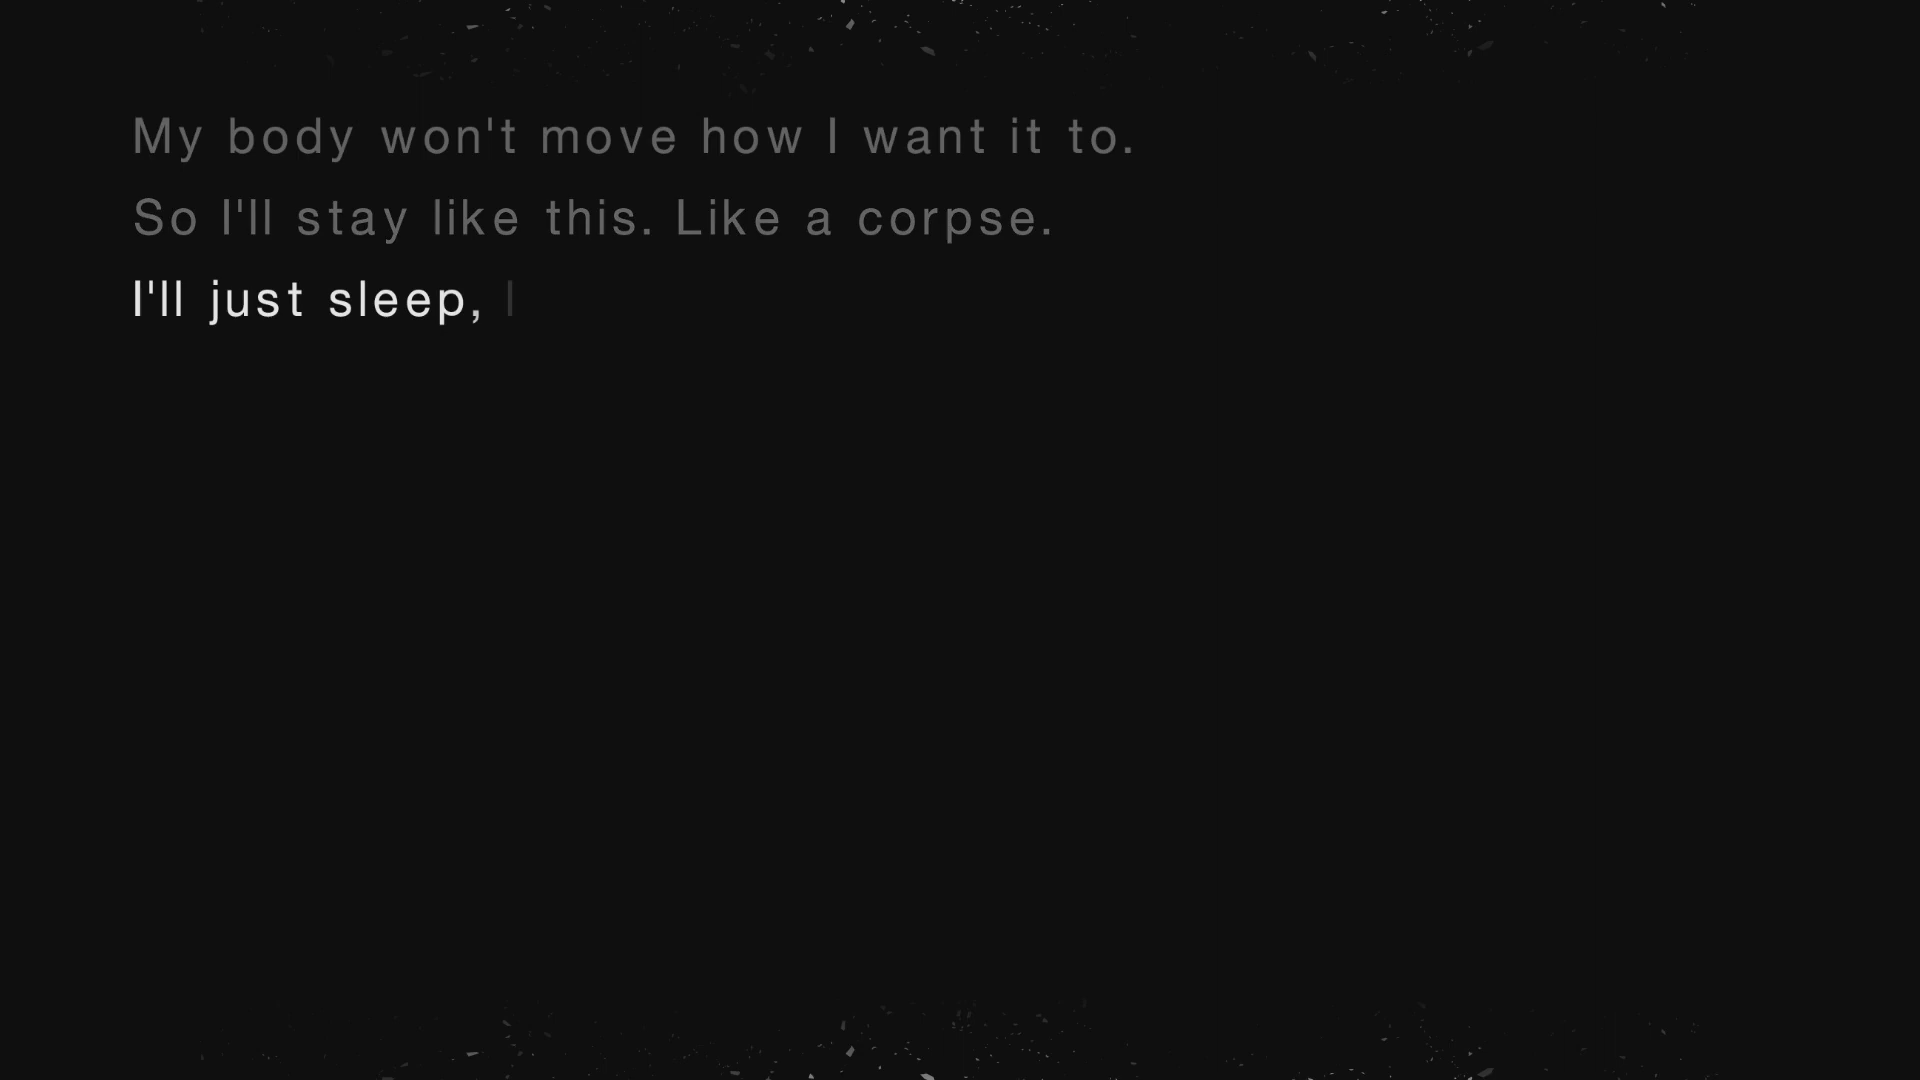 My body won't move how I want it to.
So I'll stay like this. Like a corpse.
I'll just sleep, I